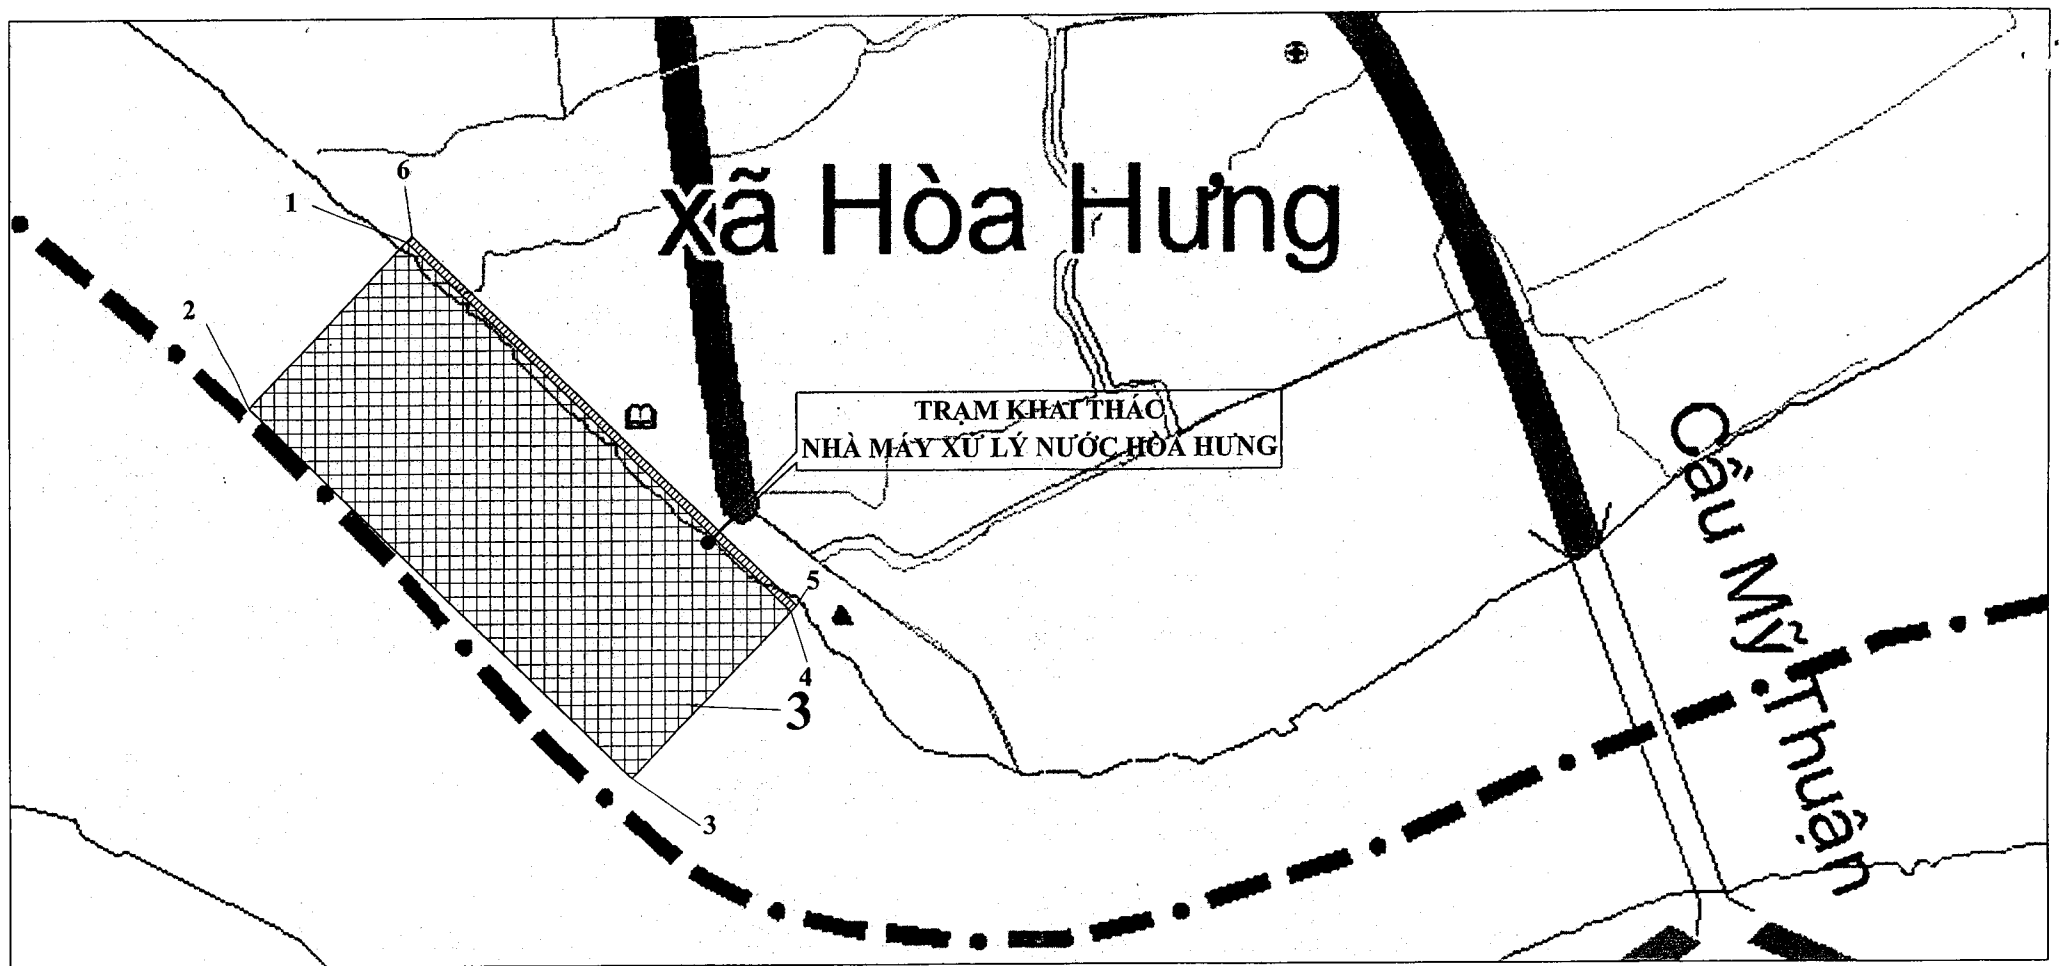 6
1
xã Hòa Hưng
2
B
TRẠM KHAI THÁC
NHÀ MÁY XỬ LÝ NƯỚC HÒA HƯNG
Cầu Mỹ Thuận
5
4
3
3